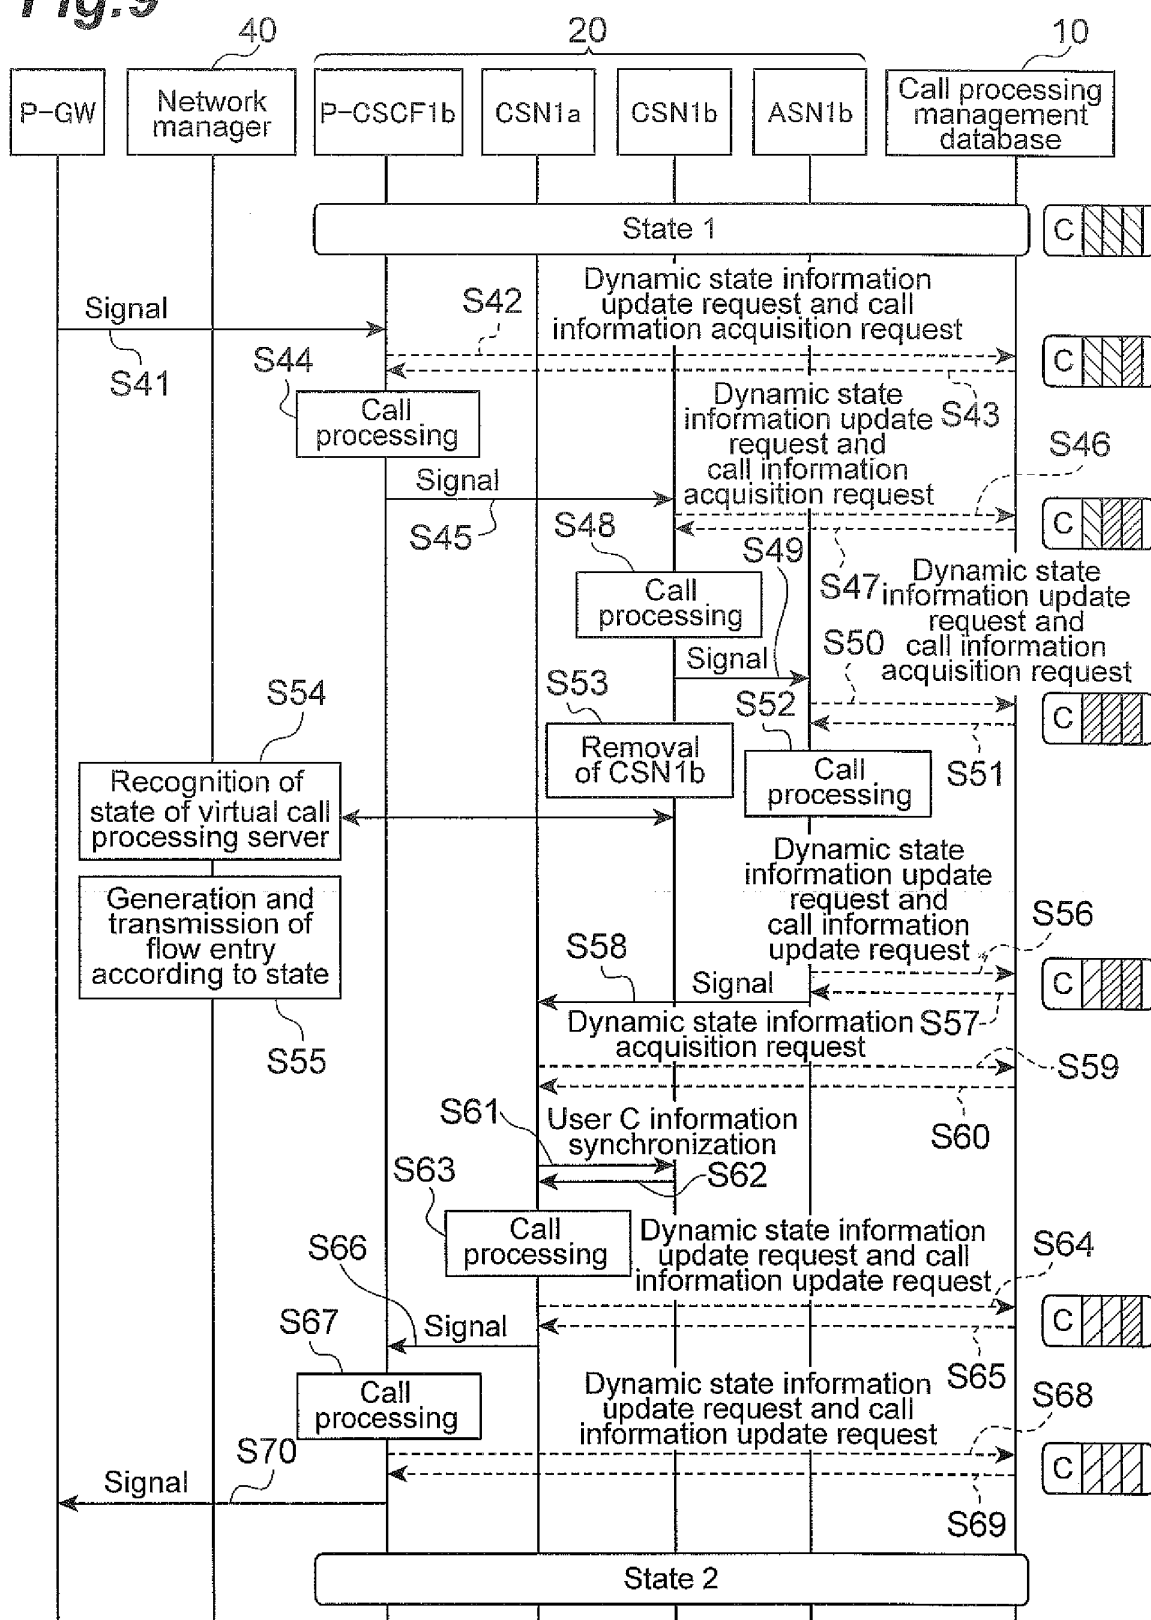 Fig.9
40
20
10
P-GW
Network
manager
P-CSCF1b
CSN1a
CSN1b
ASN1b
Call processing
management
database
State 1
C
Signal
S41
S42
Dynamic state information
update request and call
information acquisition request
C
S43
S44
Call
processing
Dynamic state
information update
request and
call information
acquisition request
S46
Signal
S45
C
S47
S48
Call
processing
S49
Signal
Dynamic state
information update
request and
call information
acquisition request
S50
C
S51
S52
Call
processing
S53
Removal
of CSN1b
S54
Recognition of
state of virtual call
processing server
Generation and
transmission of
flow entry
according to state
S55
Dynamic state
information update
request and
call information
update request
S56
C
S57
S58
Signal
Dynamic state information
acquisition request
S59
S60
S61
User C information
synchronization
S62
S63
Call
processing
Dynamic state information
update request and call
information update request
S64
C
S65
S66
Signal
S67
Call
processing
Dynamic state information
update request and call
information update request
S68
C
S69
S70
Signal
State 2